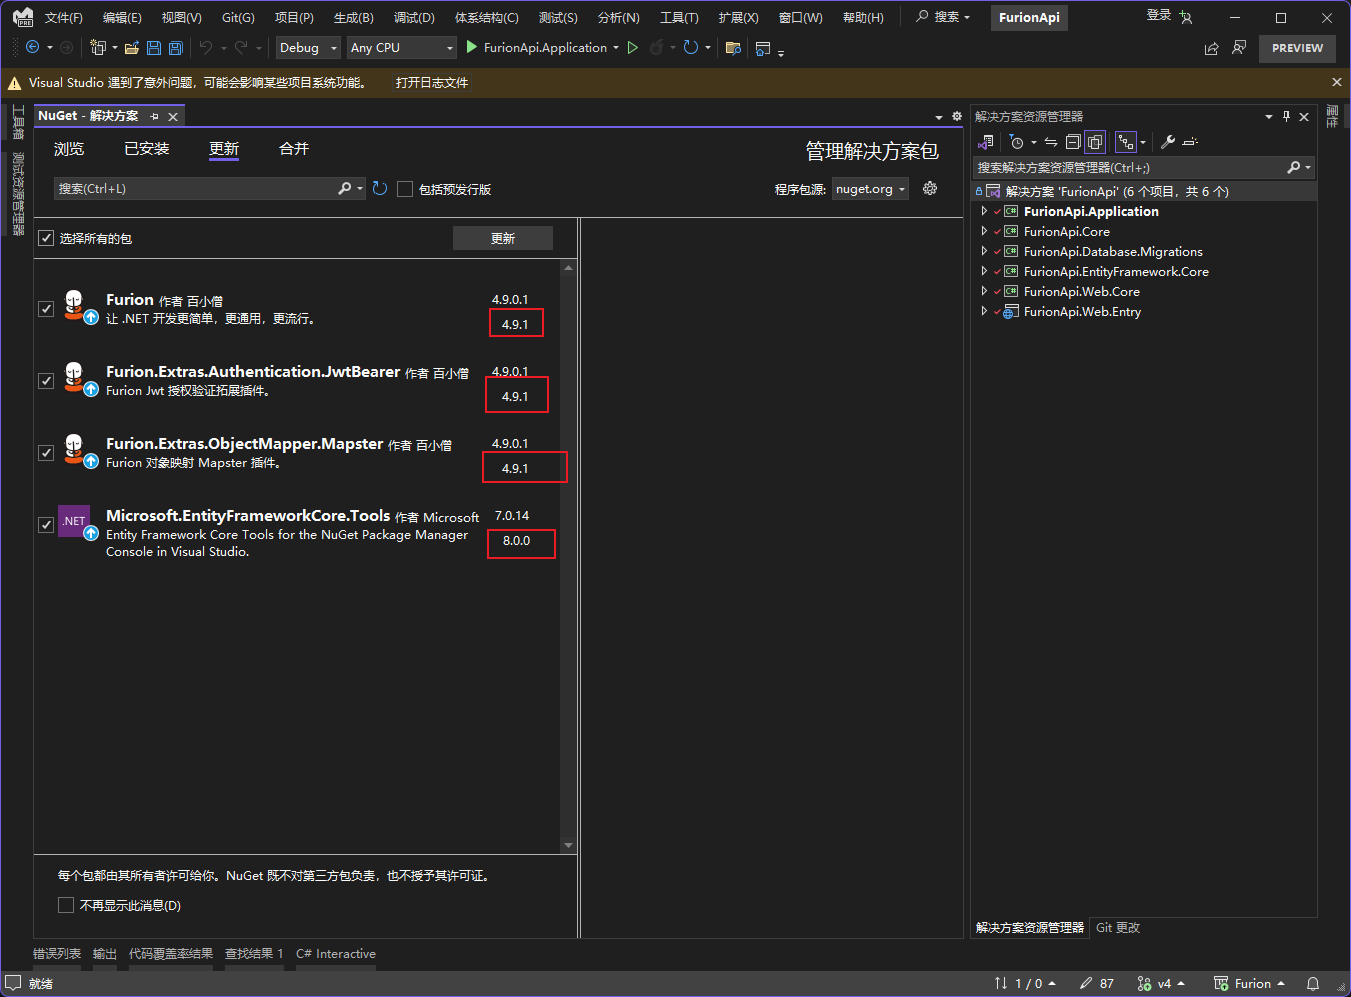 文件(F) 编辑(E) 视图(V) Git(G) 项目(P) 生成(B) 调试(D) 体系结构(C) 测试(S) 分析(N) 工具(T) 扩展(X) 窗口(W) 帮助(H) 搜索 FurionApi 登录
PRE
Debug Any CPU FurionApi.Application PREVIEW
Visual Studio 遇到了意外问题，可能会影响某些项目系统功能。 打开日志文件
工具箱
测试资源管理器
NuGet - 解决方案
浏览 已安装 更新 合并
管理解决方案包
搜索(Ctrl+L) 包括预发行版 程序包源: nuget.org
选择所有的包 更新
Furion 作者 百小僧 4.9.0.1
让 .NET 开发更简单，更通用，更流行。 4.9.1
Furion.Extras.Authentication.JwtBearer 作者 百小僧 4.9.0.1
Furion Jwt 授权验证拓展插件。 4.9.1
Furion.Extras.ObjectMapper.Mapster 作者 百小僧 4.9.0.1
Furion 对象映射 Mapster 插件。 4.9.1
.NET
Microsoft.EntityFrameworkCore.Tools 作者 Microsoft 7.0.14
Entity Framework Core Tools for the NuGet Package Manager 8.0.0
Console in Visual Studio.
每个包都由其所有者许可给你。NuGet 既不对第三方包负责，也不授予其许可证。
不再显示此消息(D)
解决方案资源管理器
搜索解决方案资源管理器(Ctrl+;)
解决方案 'FurionApi' (6 个项目，共 6 个)
C# FurionApi.Application
C# FurionApi.Core
C# FurionApi.Database.Migrations
C# FurionApi.EntityFramework.Core
C# FurionApi.Web.Core
FurionApi.Web.Entry
解决方案资源管理器 Git 更改
属性
错误列表 输出 代码覆盖率结果 查找结果 1 C# Interactive
就绪 1 / 0 87 v4 Furion